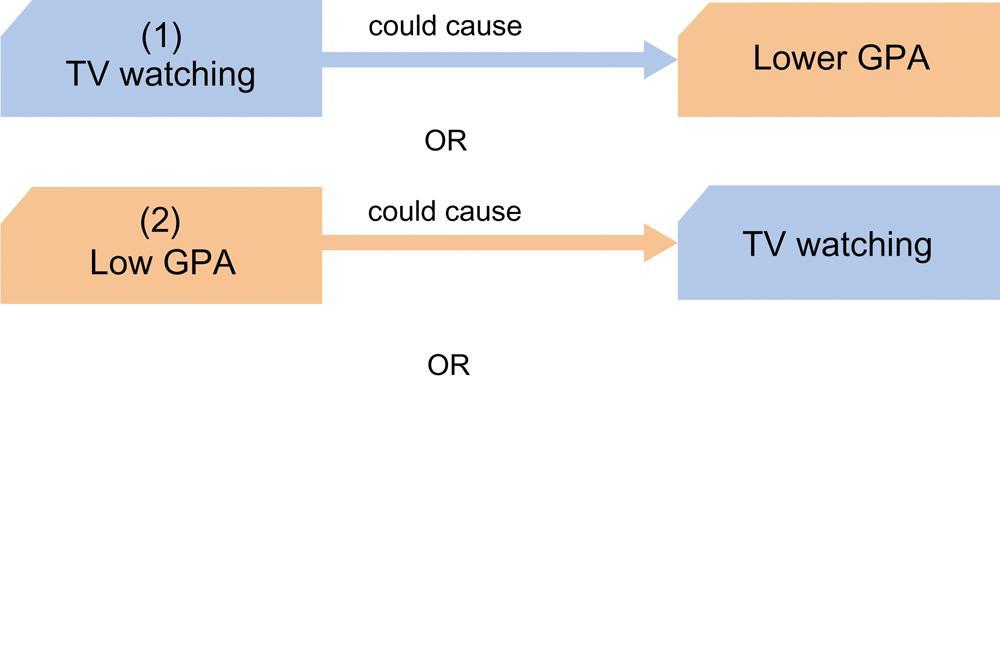 could cause
(1)
TV watching
Lower GPA
OR
could cause
(2)
Low GPA
TV watching
OR